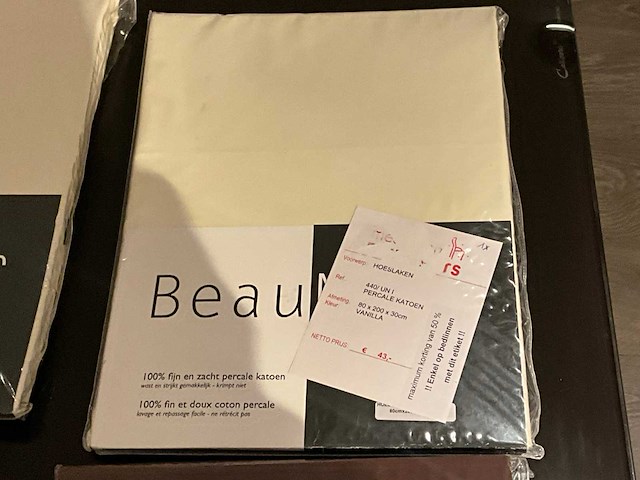 Beau
100% fijn en zacht percale katoen
wast en strijkt gemakkelijk - krimpt niet
100% fin et doux coton percale
lavage et repassage facile - ne rétrécit pas
1x
rs
Voorwerp: HOESLAKEN
Ref. 440/ UN I
PERCALE KATOEN
Afmeting 80 x 200 x 30cm
Kleur VANILLA
NETTO PRIJS € 43,-
maximum korting van 50 %
!! Enkel op bedlinnen
met dit etiket !!
n